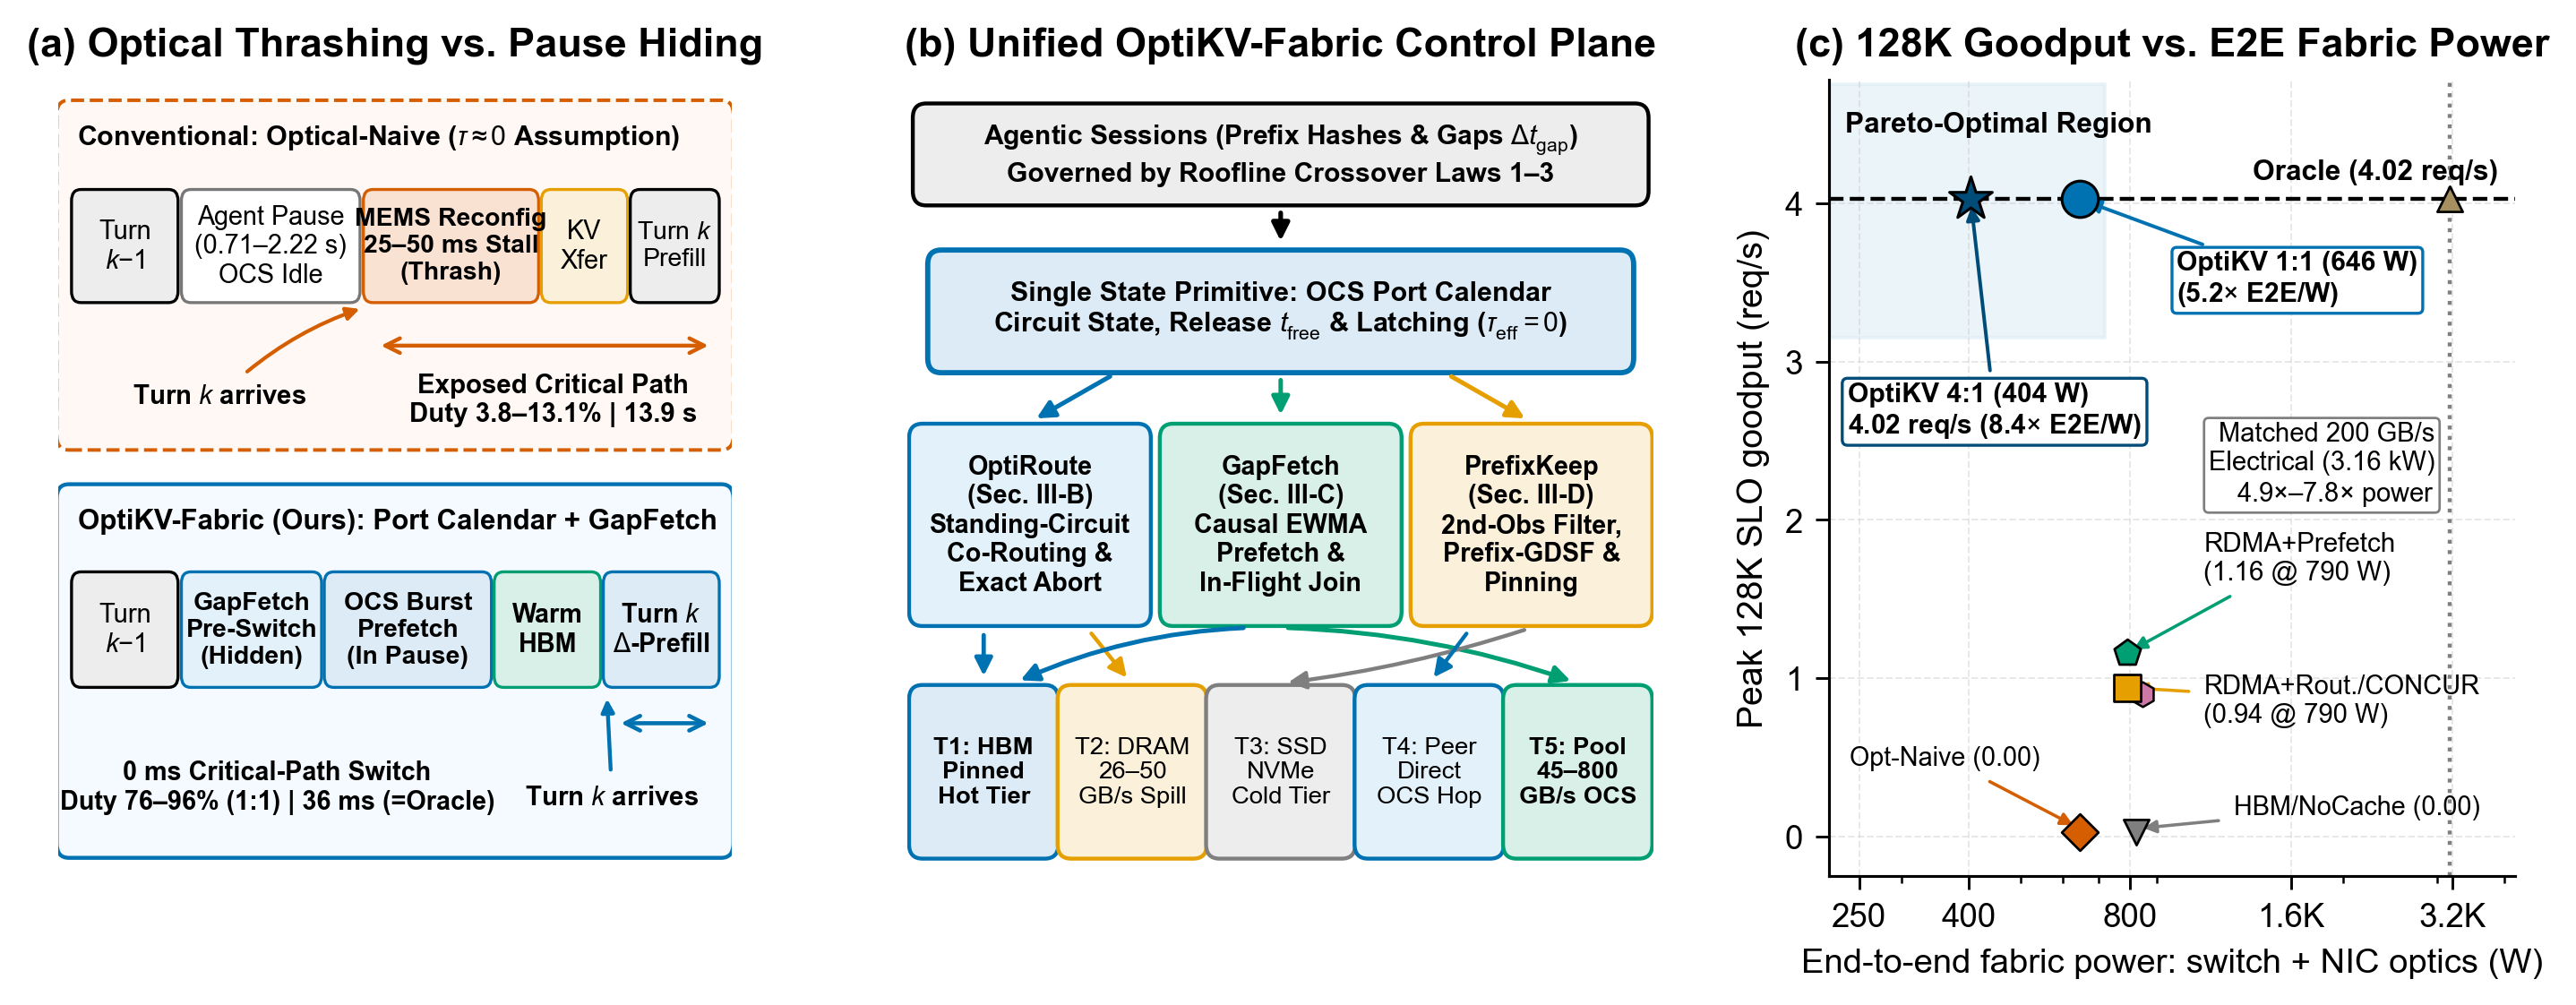 (a) Optical Thrashing vs. Pause Hiding
Conventional: Optical-Naive (τ≈0 Assumption)
Turn
k−1
Agent Pause
(0.71–2.22 s)
OCS Idle
MEMS Reconfig
25–50 ms Stall
(Thrash)
KV
Xfer
Turn k
Prefill
Turn k arrives
Exposed Critical Path
Duty 3.8–13.1% | 13.9 s
OptiKV-Fabric (Ours): Port Calendar + GapFetch
Turn
k−1
GapFetch
Pre-Switch
(Hidden)
OCS Burst
Prefetch
(In Pause)
Warm
HBM
Turn k
Δ-Prefill
0 ms Critical-Path Switch
Duty 76–96% (1:1) | 36 ms (=Oracle)
Turn k arrives
(b) Unified OptiKV-Fabric Control Plane
Agentic Sessions (Prefix Hashes & Gaps Δt_gap)
Governed by Roofline Crossover Laws 1–3
Single State Primitive: OCS Port Calendar
Circuit State, Release t_free & Latching (τ_eff = 0)
OptiRoute
(Sec. III-B)
Standing-Circuit
Co-Routing &
Exact Abort
GapFetch
(Sec. III-C)
Causal EWMA
Prefetch &
In-Flight Join
PrefixKeep
(Sec. III-D)
2nd-Obs Filter,
Prefix-GDSF &
Pinning
T1: HBM
Pinned
Hot Tier
T2: DRAM
26–50
GB/s Spill
T3: SSD
NVMe
Cold Tier
T4: Peer
Direct
OCS Hop
T5: Pool
45–800
GB/s OCS
(c) 128K Goodput vs. E2E Fabric Power
Peak 128K SLO goodput (req/s)
4
3
2
1
0
Pareto-Optimal Region
Oracle (4.02 req/s)
OptiKV 1:1 (646 W)
(5.2× E2E/W)
OptiKV 4:1 (404 W)
4.02 req/s (8.4× E2E/W)
Matched 200 GB/s
Electrical (3.16 kW)
4.9×–7.8× power
RDMA+Prefetch
(1.16 @ 790 W)
RDMA+Rout./CONCUR
(0.94 @ 790 W)
Opt-Naive (0.00)
HBM/NoCache (0.00)
250
400
800
1.6K
3.2K
End-to-end fabric power: switch + NIC optics (W)